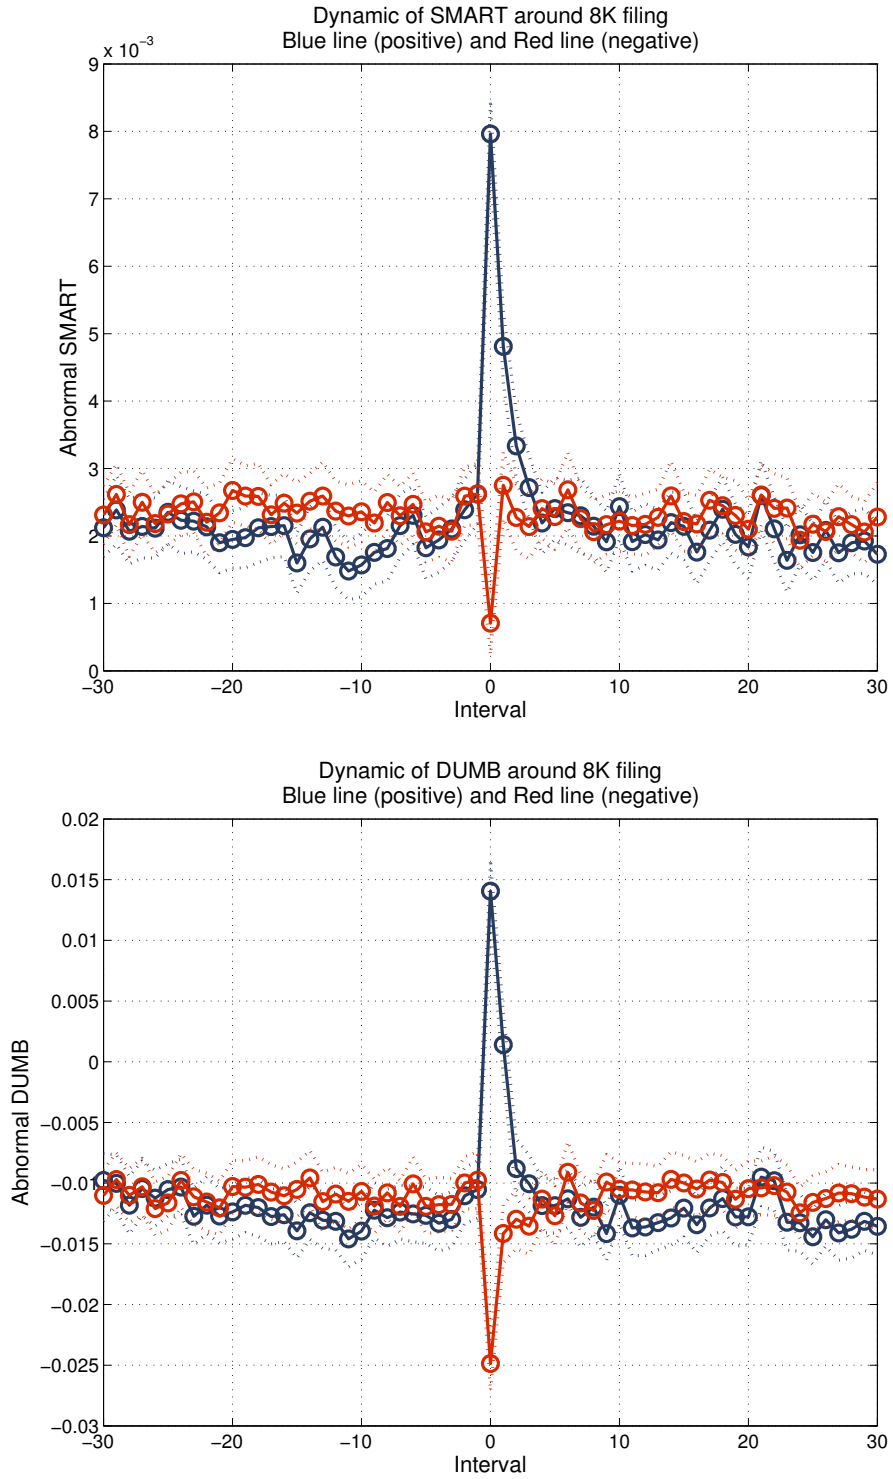 Dynamic of SMART around 8K filing
Blue line (positive) and Red line (negative)
x 10⁻³
9
8
7
6
5
4
3
2
1
0
Abnormal SMART
−30 −20 −10 0 10 20 30
Interval
Dynamic of DUMB around 8K filing
Blue line (positive) and Red line (negative)
0.02
0.015
0.01
0.005
0
−0.005
−0.01
−0.015
−0.02
−0.025
−0.03
Abnormal DUMB
−30 −20 −10 0 10 20 30
Interval